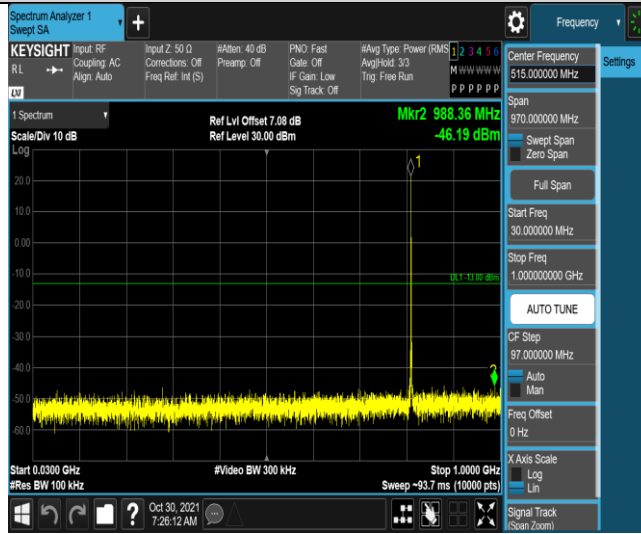 Spectrum Analyzer 1
Swept SA
Frequency
KEYSIGHT
RL
LXI
Input: RF
Coupling: AC
Align: Auto
Input Z: 50 Ω
Corrections: Off
Freq Ref: Int (S)
#Atten: 40 dB
Preamp: Off
PNO: Fast
Gate: Off
IF Gain: Low
Sig Track: Off
#Avg Type: Power (RMS
Avg|Hold: 3/3
Trig: Free Run
1 2 3 4 5 6
M W W W W W
P P P P P P
1 Spectrum
Scale/Div 10 dB
Log
Ref Lvl Offset 7.08 dB
Ref Level 30.00 dBm
Mkr2 988.36 MHz
-46.19 dBm
1
20.0
10.0
0.00
-10.0
DL1 -13.00 dBm
-20.0
-30.0
-40.0
2
-50.0
-60.0
Start 0.0300 GHz
#Res BW 100 kHz
#Video BW 300 kHz
Stop 1.0000 GHz
Sweep ~93.7 ms (10000 pts)
Oct 30, 2021
7:26:12 AM
Center Frequency
515.000000 MHz
Settings
Span
970.000000 MHz
Swept Span
Zero Span
Full Span
Start Freq
30.000000 MHz
Stop Freq
1.000000000 GHz
AUTO TUNE
CF Step
97.000000 MHz
Auto
Man
Freq Offset
0 Hz
X Axis Scale
Log
Lin
Signal Track
(Span Zoom)